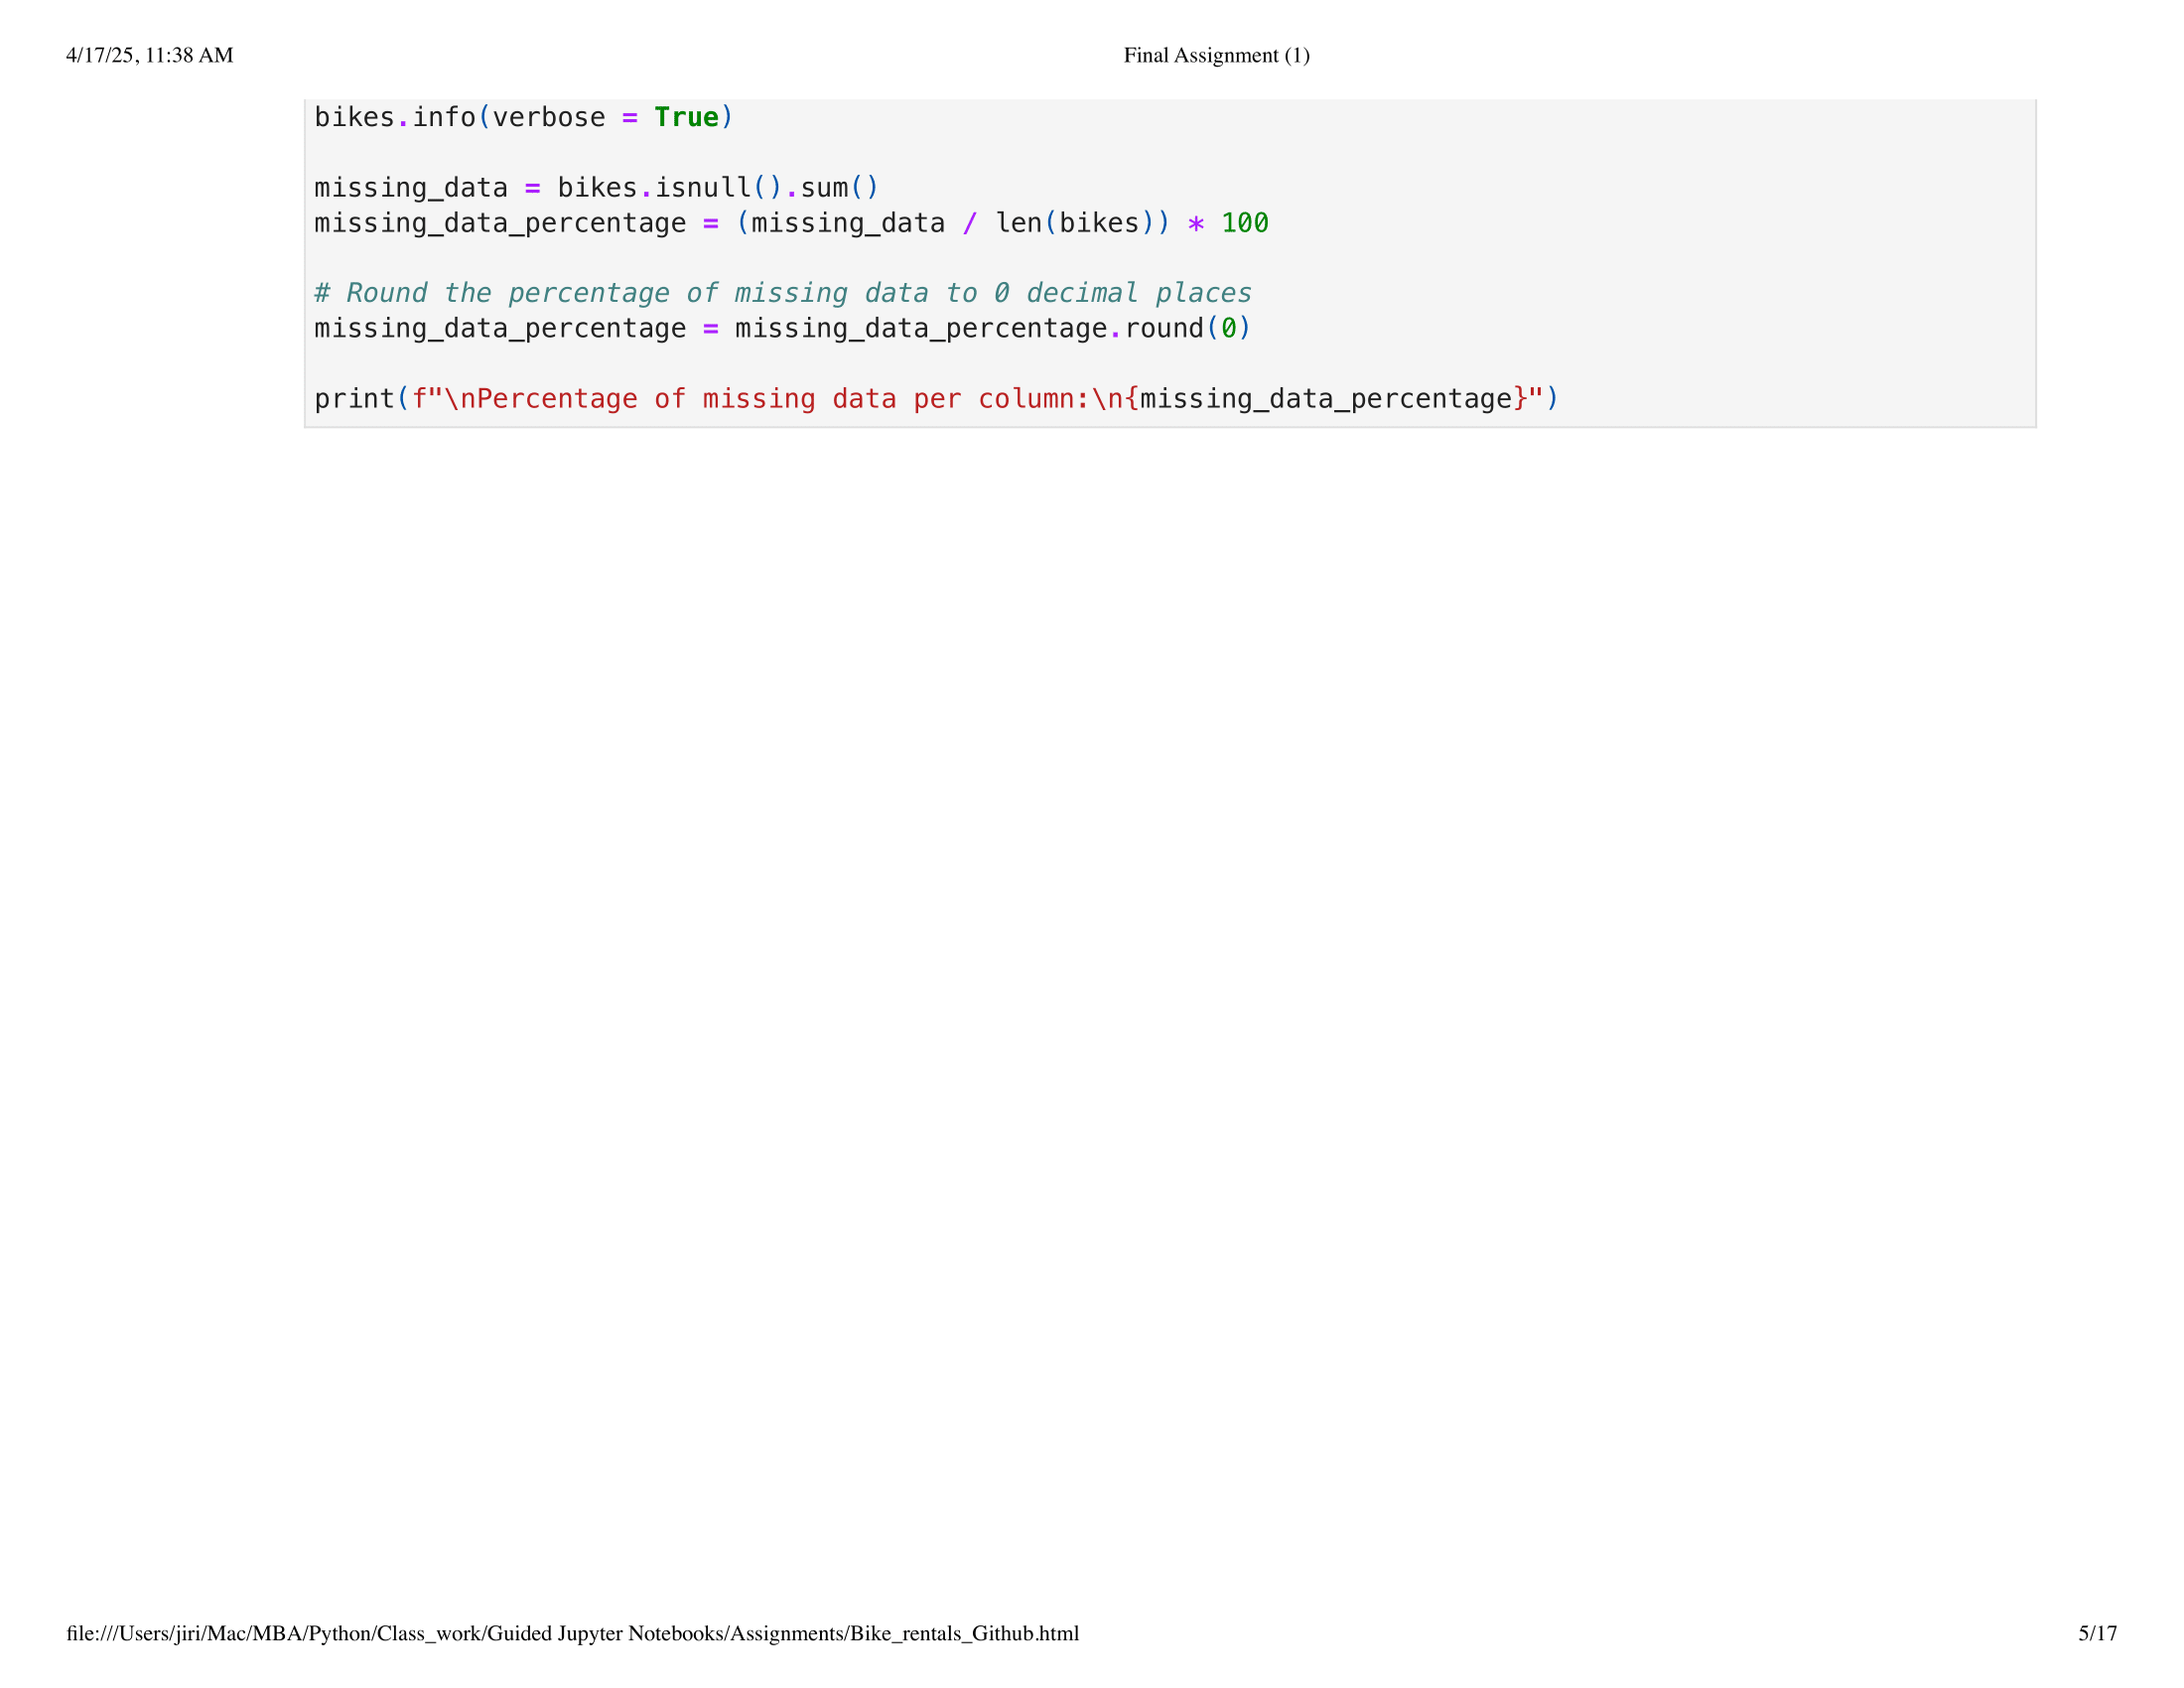 4/17/25, 11:38 AM
Final Assignment (1)
bikes.info(verbose = True)
missing_data = bikes.isnull().sum()
missing_data_percentage = (missing_data / len(bikes)) * 100
# Round the percentage of missing data to 0 decimal places
missing_data_percentage = missing_data_percentage.round(0)
print(f"\nPercentage of missing data per column:\n{missing_data_percentage}")
file:///Users/jiri/Mac/MBA/Python/Class_work/Guided Jupyter Notebooks/Assignments/Bike_rentals_Github.html
5/17